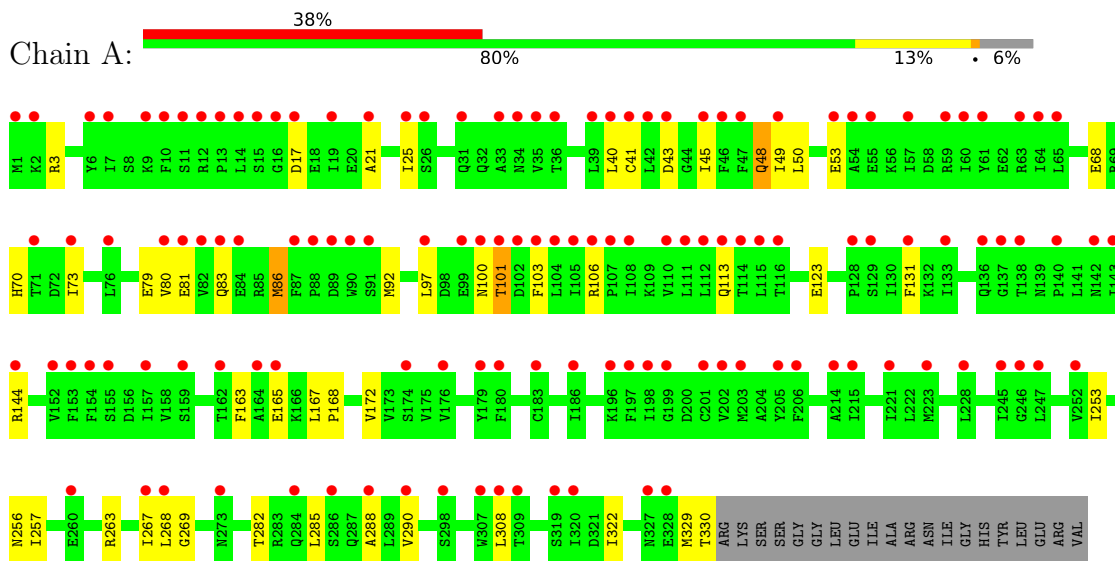 38%
Chain A:
80% 13% • 6%
M1 K2 R3 Y6 I7 S8 K9 F10 S11 R12 P13 L14 S15 G16 D17 E18 I19 E20 A21 I25 S26 Q31 Q32 A33 N34 V35 T36 L39 L40 C41 L42 D43 G44 I45 F46 F47 Q48 I49 L50 E53 A54 E55 K56 I57 D58 R59 I60 Y61 E62 R63 I64 L65 E68
H70 T71 D72 I73 L76 E79 V80 E81 V82 Q83 E84 R85 M86 F87 P88 D89 W90 S91 M92 L97 D98 E99 N100 T101 D102 F103 L104 I105 R106 P107 I108 K109 V110 L111 L112 Q113 T114 L115 T116 E123 P128 S129 I130 F131 K132 I133 Q136 G137 T138 N139 P140 L141 N142 I143
R144 V152 F153 F154 S155 D156 I157 V158 S159 T162 F163 A164 E165 K166 L167 P168 V172 V173 S174 V175 V176 Y179 F180 C183 I186 K196 F197 I198 G199 D200 C201 V202 M203 A204 Y205 F206 A214 I215 I221 L222 M223 L228 I245 G246 L247 V252 I253
N256 I257 E260 R263 I267 L268 G269 N273 T282 R283 Q284 L285 S286 Q287 A288 L289 V290 S298 W307 L308 T309 S319 I320 D321 I322 N327 E328 M329 T330 ARG LYS SER SER GLY GLY LEU GLU ILE ALA ARG ASN ILE GLY HIS TYR LEU GLU ARG VAL